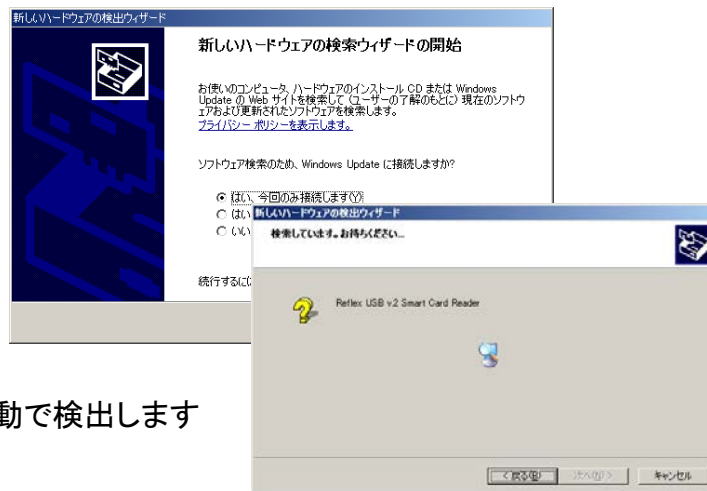 新しいハードウェアの検出ウィザード
新しいハードウェアの検索ウィザードの開始
お使いのコンピュータ、ハードウェアのインストール CD または Windows
Update の Web サイトを検索して (ユーザーの了解のもとに) 現在のソフトウ
ェアおよび更新されたソフトウェアを検索します。
プライバシー ポリシーを表示します。
ソフトウェア検索のため、Windows Update に接続しますか?
はい、今回のみ接続します(Y)
はい
いい
続行するに
新しいハードウェアの検出ウィザード
検索しています。お待ちください...
Reflex USB v.2 Smart Card Reader
< 戻る(B)
次へ(N) >
キャンセル
動で検出します